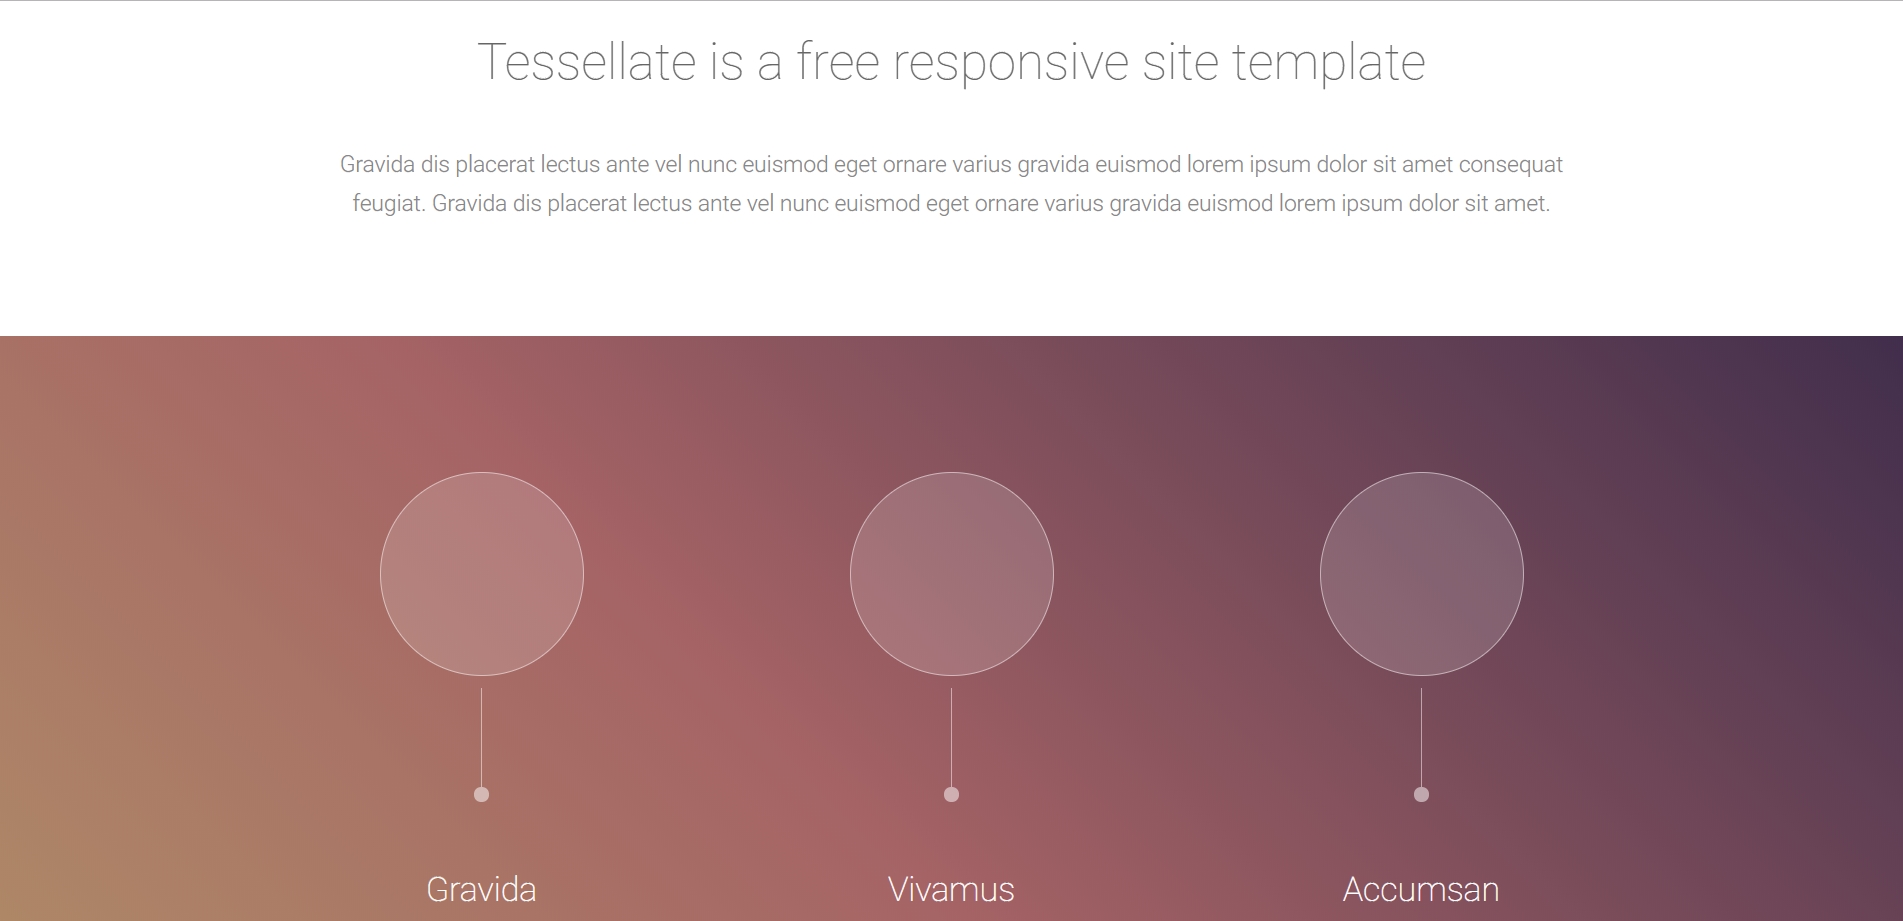 Tessellate is a free responsive site template
Gravida dis placerat lectus ante vel nunc euismod eget ornare varius gravida euismod lorem ipsum dolor sit amet consequat
feugiat. Gravida dis placerat lectus ante vel nunc euismod eget ornare varius gravida euismod lorem ipsum dolor sit amet.
Gravida
Vivamus
Accumsan